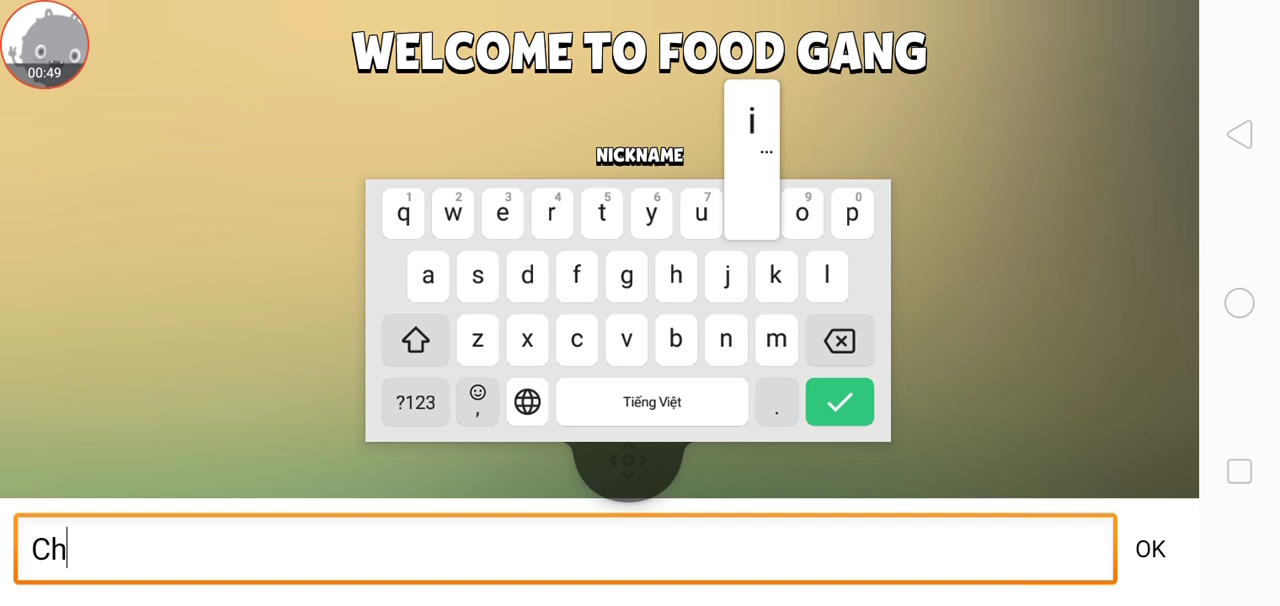 00:49
WELCOME TO FOOD GANG
NICKNAME
i
...
1 2 3 4 5 6 7 9 0
q w e r t y u o p
a s d f g h j k l
z x c v b n m
?123 , Tiếng Việt .
Ch OK